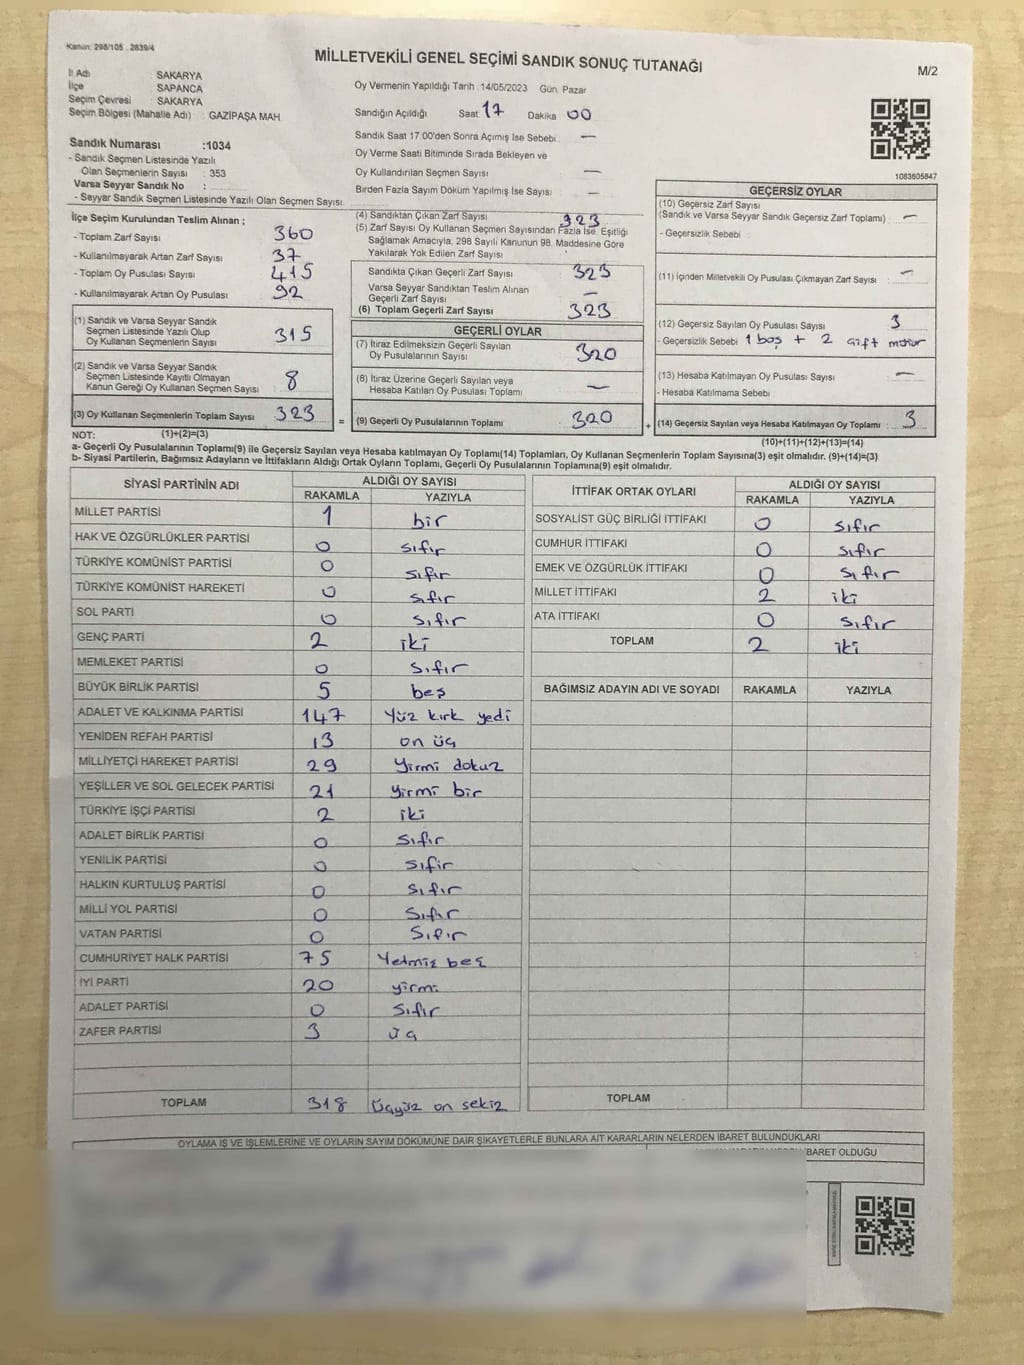 Kanun: 298/105 , 2839/4
MİLLETVEKİLİ GENEL SEÇİMİ SANDIK SONUÇ TUTANAĞI
M/2
İl Adı SAKARYA
İlçe SAPANCA
Seçim Çevresi SAKARYA
Seçim Bölgesi (Mahalle Adı) : GAZİPAŞA MAH
Sandık Numarası :1034
- Sandık Seçmen Listesinde Yazılı
Olan Seçmenlerin Sayısı : 353
Varsa Seyyar Sandık No :
- Seyyar Sandık Seçmen Listesinde Yazılı Olan Seçmen Sayısı
Oy Vermenin Yapıldığı Tarih : 14/05/2023 Gün: Pazar
Sandığın Açıldığı Saat 17 Dakika 00
Sandık Saat 17 00'den Sonra Açımış İse Sebebi : —
Oy Verme Saati Bitiminde Sırada Bekleyen ve
Oy Kullandırılan Seçmen Sayısı —
Birden Fazla Sayım Döküm Yapılmış İse Sayısı —
1083605847
İlçe Seçim Kurulundan Teslim Alınan ;
- Toplam Zarf Sayısı 360
- Kullanılmayarak Artan Zarf Sayısı 37
- Toplam Oy Pusulası Sayısı 415
- Kullanılmayarak Artan Oy Pusulası 92
(1) Sandık ve Varsa Seyyar Sandık
Seçmen Listesinde Yazılı Olup
Oy Kullanan Seçmenlerin Sayısı 315
(2) Sandık ve Varsa Seyyar Sandık
Seçmen Listesinde Kayıtlı Olmayan
Kanun Gereği Oy Kullanan Seçmen Sayısı 8
(3) Oy Kullanan Seçmenlerin Toplam Sayısı 323 =
(4) Sandıktan Çıkan Zarf Sayısı 323
(5) Zarf Sayısı Oy Kullanan Seçmen Sayısından Fazla İse, Eşitliği
Sağlamak Amacıyla, 298 Sayılı Kanunun 98. Maddesine Göre
Yakılarak Yok Edilen Zarf Sayısı
Sandıkta Çıkan Geçerli Zarf Sayısı 323
Varsa Seyyar Sandıktan Teslim Alınan
Geçerli Zarf Sayısı —
(6) Toplam Geçerli Zarf Sayısı 323
GEÇERLİ OYLAR
(7) İtiraz Edilmeksizin Geçerli Sayılan
Oy Pusulalarının Sayısı 320
(8) İtiraz Üzerine Geçerli Sayılan veya
Hesaba Katılan Oy Pusulası Toplamı —
(9) Geçerli Oy Pusulalarının Toplamı 320 +
GEÇERSİZ OYLAR
(10) Geçersiz Zarf Sayısı
(Sandık ve Varsa Seyyar Sandık Geçersiz Zarf Toplamı) : —
- Geçersizlik Sebebi
(11) İçinden Milletvekili Oy Pusulası Çıkmayan Zarf Sayısı : —
(12) Geçersiz Sayılan Oy Pusulası Sayısı 3
- Geçersizlik Sebebi 1 boş + 2 Çift mühür
(13) Hesaba Katılmayan Oy Pusulası Sayısı : —
- Hesaba Katılmama Sebebi
(14) Geçersiz Sayılan veya Hesaba Katılmayan Oy Toplamı : 3
NOT: (1)+(2)=(3)
(10)+(11)+(12)+(13)=(14)
a- Geçerli Oy Pusulalarının Toplamı(9) ile Geçersiz Sayılan veya Hesaba katılmayan Oy Toplamı(14) Toplamları, Oy Kullanan Seçmenlerin Toplam Sayısına(3) eşit olmalıdır. (9)+(14)=(3)
b- Siyasi Partilerin, Bağımsız Adayların ve İttifakların Aldığı Ortak Oyların Toplamı, Geçerli Oy Pusulalarının Toplamına(9) eşit olmalıdır.
SİYASİ PARTİNİN ADI ALDIĞI OY SAYISI
RAKAMLA YAZIYLA
MİLLET PARTİSİ 1 bir
HAK VE ÖZGÜRLÜKLER PARTİSİ 0 sıfır
TÜRKİYE KOMÜNİST PARTİSİ 0 sıfır
TÜRKİYE KOMÜNİST HAREKETİ 0 sıfır
SOL PARTİ 0 sıfır
GENÇ PARTİ 2 iki
MEMLEKET PARTİSİ 0 sıfır
BÜYÜK BİRLİK PARTİSİ 5 beş
ADALET VE KALKINMA PARTİSİ 147 Yüz kırk yedi
YENİDEN REFAH PARTİSİ 13 on üç
MİLLİYETÇİ HAREKET PARTİSİ 29 Yirmi dokuz
YEŞİLLER VE SOL GELECEK PARTİSİ 21 Yirmi bir
TÜRKİYE İŞÇİ PARTİSİ 2 iki
ADALET BİRLİK PARTİSİ 0 Sıfır
YENİLİK PARTİSİ 0 sıfır
HALKIN KURTULUŞ PARTİSİ 0 sıfır
MİLLİ YOL PARTİSİ 0 Sıfır
VATAN PARTİSİ 0 Sıfır
CUMHURİYET HALK PARTİSİ 75 Yetmiş beş
İYİ PARTİ 20 yirmi
ADALET PARTİSİ 0 Sıfır
ZAFER PARTİSİ 3 üç
TOPLAM 318 Üçyüz on sekiz
İTTİFAK ORTAK OYLARI ALDIĞI OY SAYISI
RAKAMLA YAZIYLA
SOSYALİST GÜÇ BİRLİĞİ İTTİFAKI 0 sıfır
CUMHUR İTTİFAKI 0 sıfır
EMEK VE ÖZGÜRLÜK İTTİFAKI 0 Sıfır
MİLLET İTTİFAKI 2 iki
ATA İTTİFAKI 0 Sıfır
TOPLAM 2 iki
BAĞIMSIZ ADAYIN ADI VE SOYADI RAKAMLA YAZIYLA
TOPLAM
OYLAMA İŞ VE İŞLEMLERİNE VE OYLARIN SAYIM DÖKÜMÜNE DAİR ŞİKAYETLERLE BUNLARA AİT KARARLARIN NELERDEN İBARET BULUNDUKLARI
BARET OLDUĞU